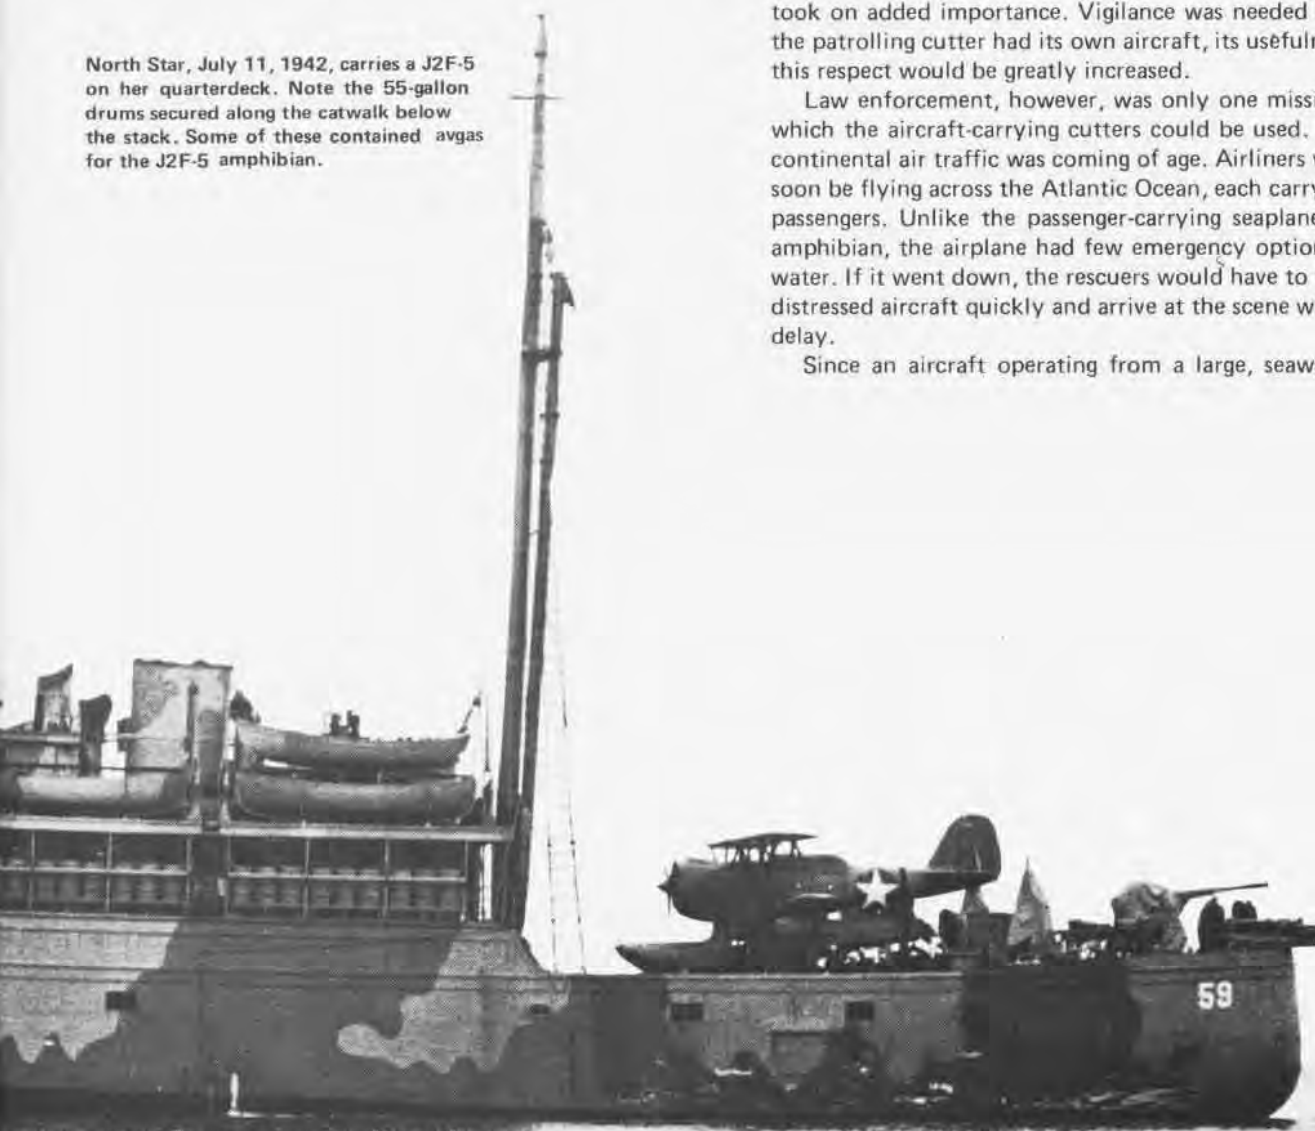 North Star, July 11, 1942, carries a J2F-5
on her quarterdeck. Note the 55-gallon
drums secured along the catwalk below
the stack. Some of these contained avgas
for the J2F-5 amphibian.
took on added importance. Vigilance was needed
the patrolling cutter had its own aircraft, its
this respect would be greatly increased.
Law enforcement, however, was only one
which the aircraft-carrying cutters could be used.
continental air traffic was coming of age. Airliners
soon be flying across the Atlantic Ocean, each
passengers. Unlike the passenger-carrying
amphibian, the airplane had few emergency
water. If it went down, the rescuers would have to
distressed aircraft quickly and arrive at the scene
delay.
Since an aircraft operating from a large,
59